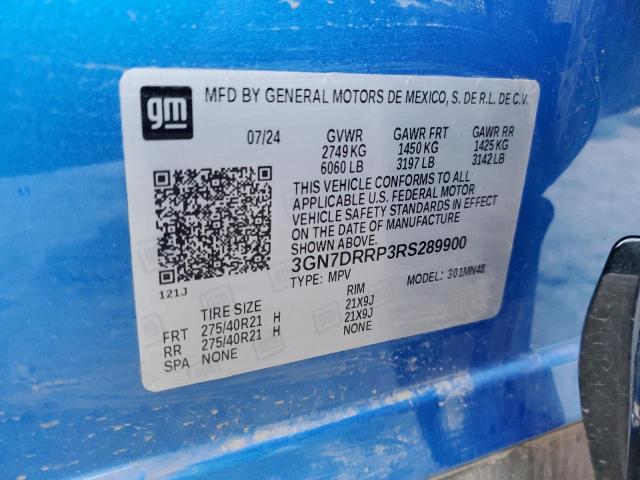 gm
MFD BY GENERAL MOTORS DE MEXICO, S. DE R.L. DE C.V.
07/24 GVWR GAWR FRT GAWR RR
2749 KG 1450 KG 1425 KG
6060 LB 3197 LB 3142 LB
THIS VEHICLE CONFORMS TO ALL
APPLICABLE U.S. FEDERAL MOTOR
VEHICLE SAFETY STANDARDS IN EFFECT
ON THE DATE OF MANUFACTURE
SHOWN ABOVE.
3GN7DRRP3RS289900
TYPE: MPV MODEL: 301MN48
121J
TIRE SIZE RIM
FRT 275/40R21 H 21X9J
RR 275/40R21 H 21X9J
SPA NONE NONE